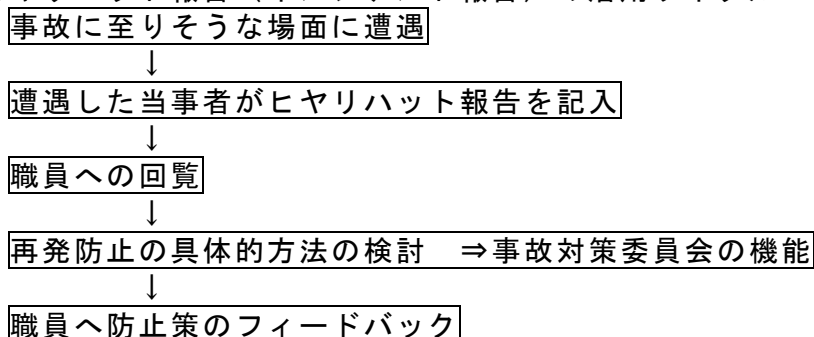 事故に至りそうな場面に遭遇
↓
遭遇した当事者がヒヤリハット報告を記入
↓
職員への回覧
↓
再発防止の具体的方法の検討　⇒事故対策委員会の機能
↓
職員へ防止策のフィードバック